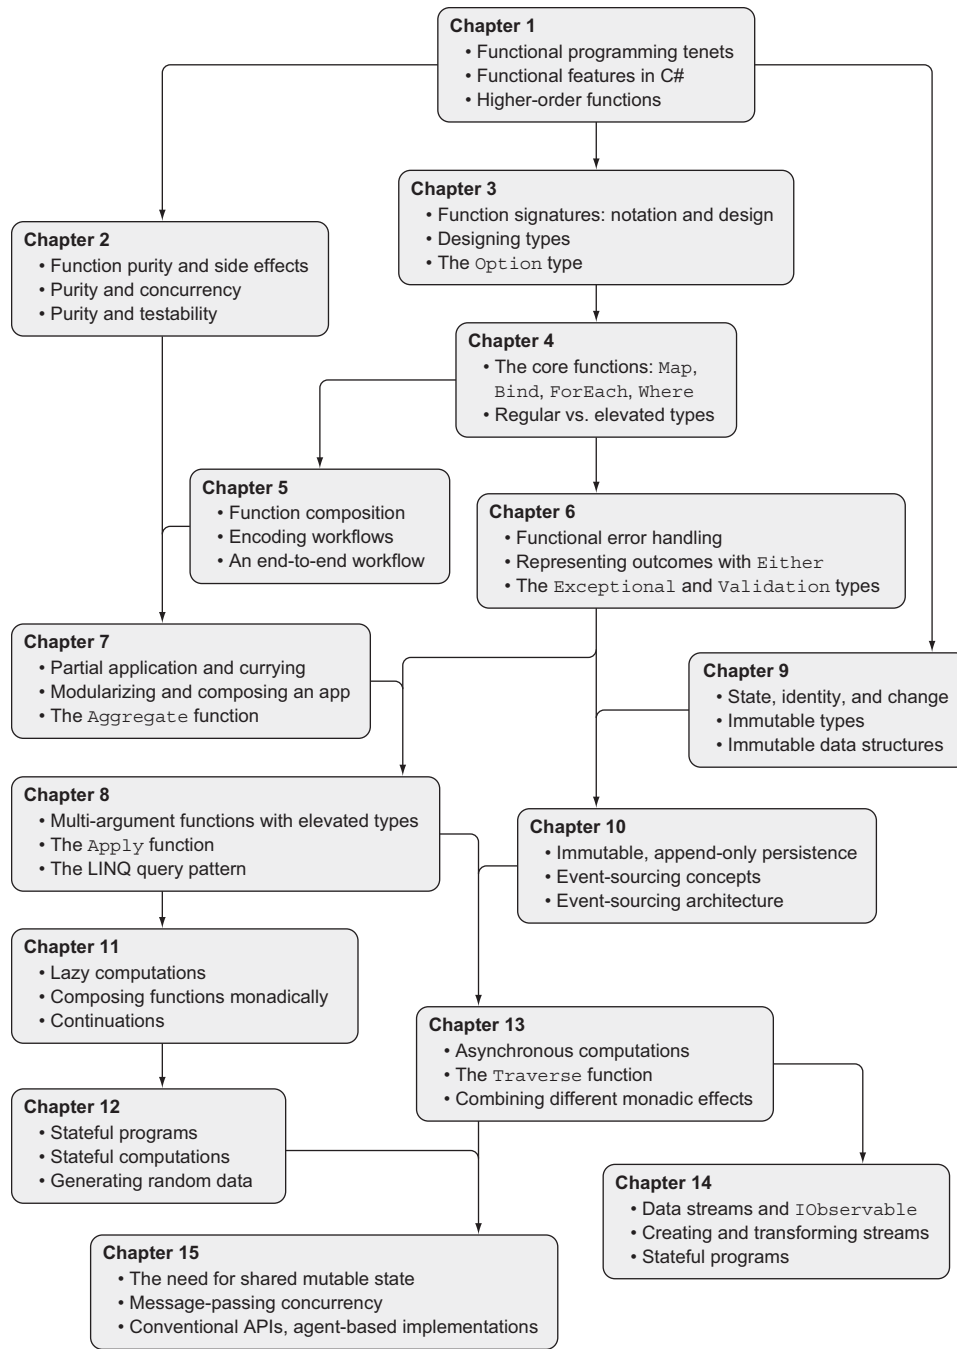 Chapter 1
• Functional programming tenets
• Functional features in C#
• Higher-order functions
Chapter 3
• Function signatures: notation and design
• Designing types
• The Option type
Chapter 2
• Function purity and side effects
• Purity and concurrency
• Purity and testability
Chapter 4
• The core functions: Map,
Bind, ForEach, Where
• Regular vs. elevated types
Chapter 5
• Function composition
• Encoding workflows
• An end-to-end workflow
Chapter 6
• Functional error handling
• Representing outcomes with Either
• The Exceptional and Validation types
Chapter 7
• Partial application and currying
• Modularizing and composing an app
• The Aggregate function
Chapter 9
• State, identity, and change
• Immutable types
• Immutable data structures
Chapter 8
• Multi-argument functions with elevated types
• The Apply function
• The LINQ query pattern
Chapter 10
• Immutable, append-only persistence
• Event-sourcing concepts
• Event-sourcing architecture
Chapter 11
• Lazy computations
• Composing functions monadically
• Continuations
Chapter 13
• Asynchronous computations
• The Traverse function
• Combining different monadic effects
Chapter 12
• Stateful programs
• Stateful computations
• Generating random data
Chapter 14
• Data streams and IObservable
• Creating and transforming streams
• Stateful programs
Chapter 15
• The need for shared mutable state
• Message-passing concurrency
• Conventional APIs, agent-based implementations